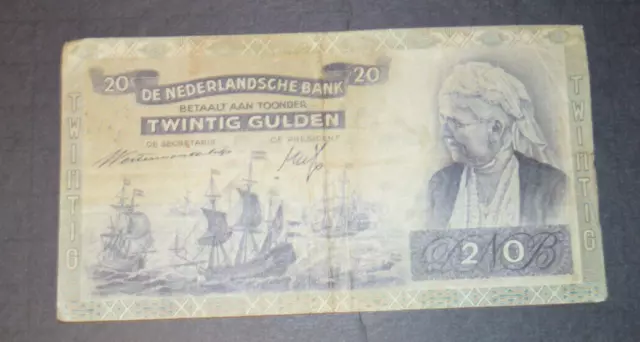 20 20
DE NEDERLANDSCHE BANK
BETAALT AAN TOONDER
TWINTIG GULDEN
DE SECRETARIS DE PRESIDENT
TWINTIG
TWINTIG
DNB
20